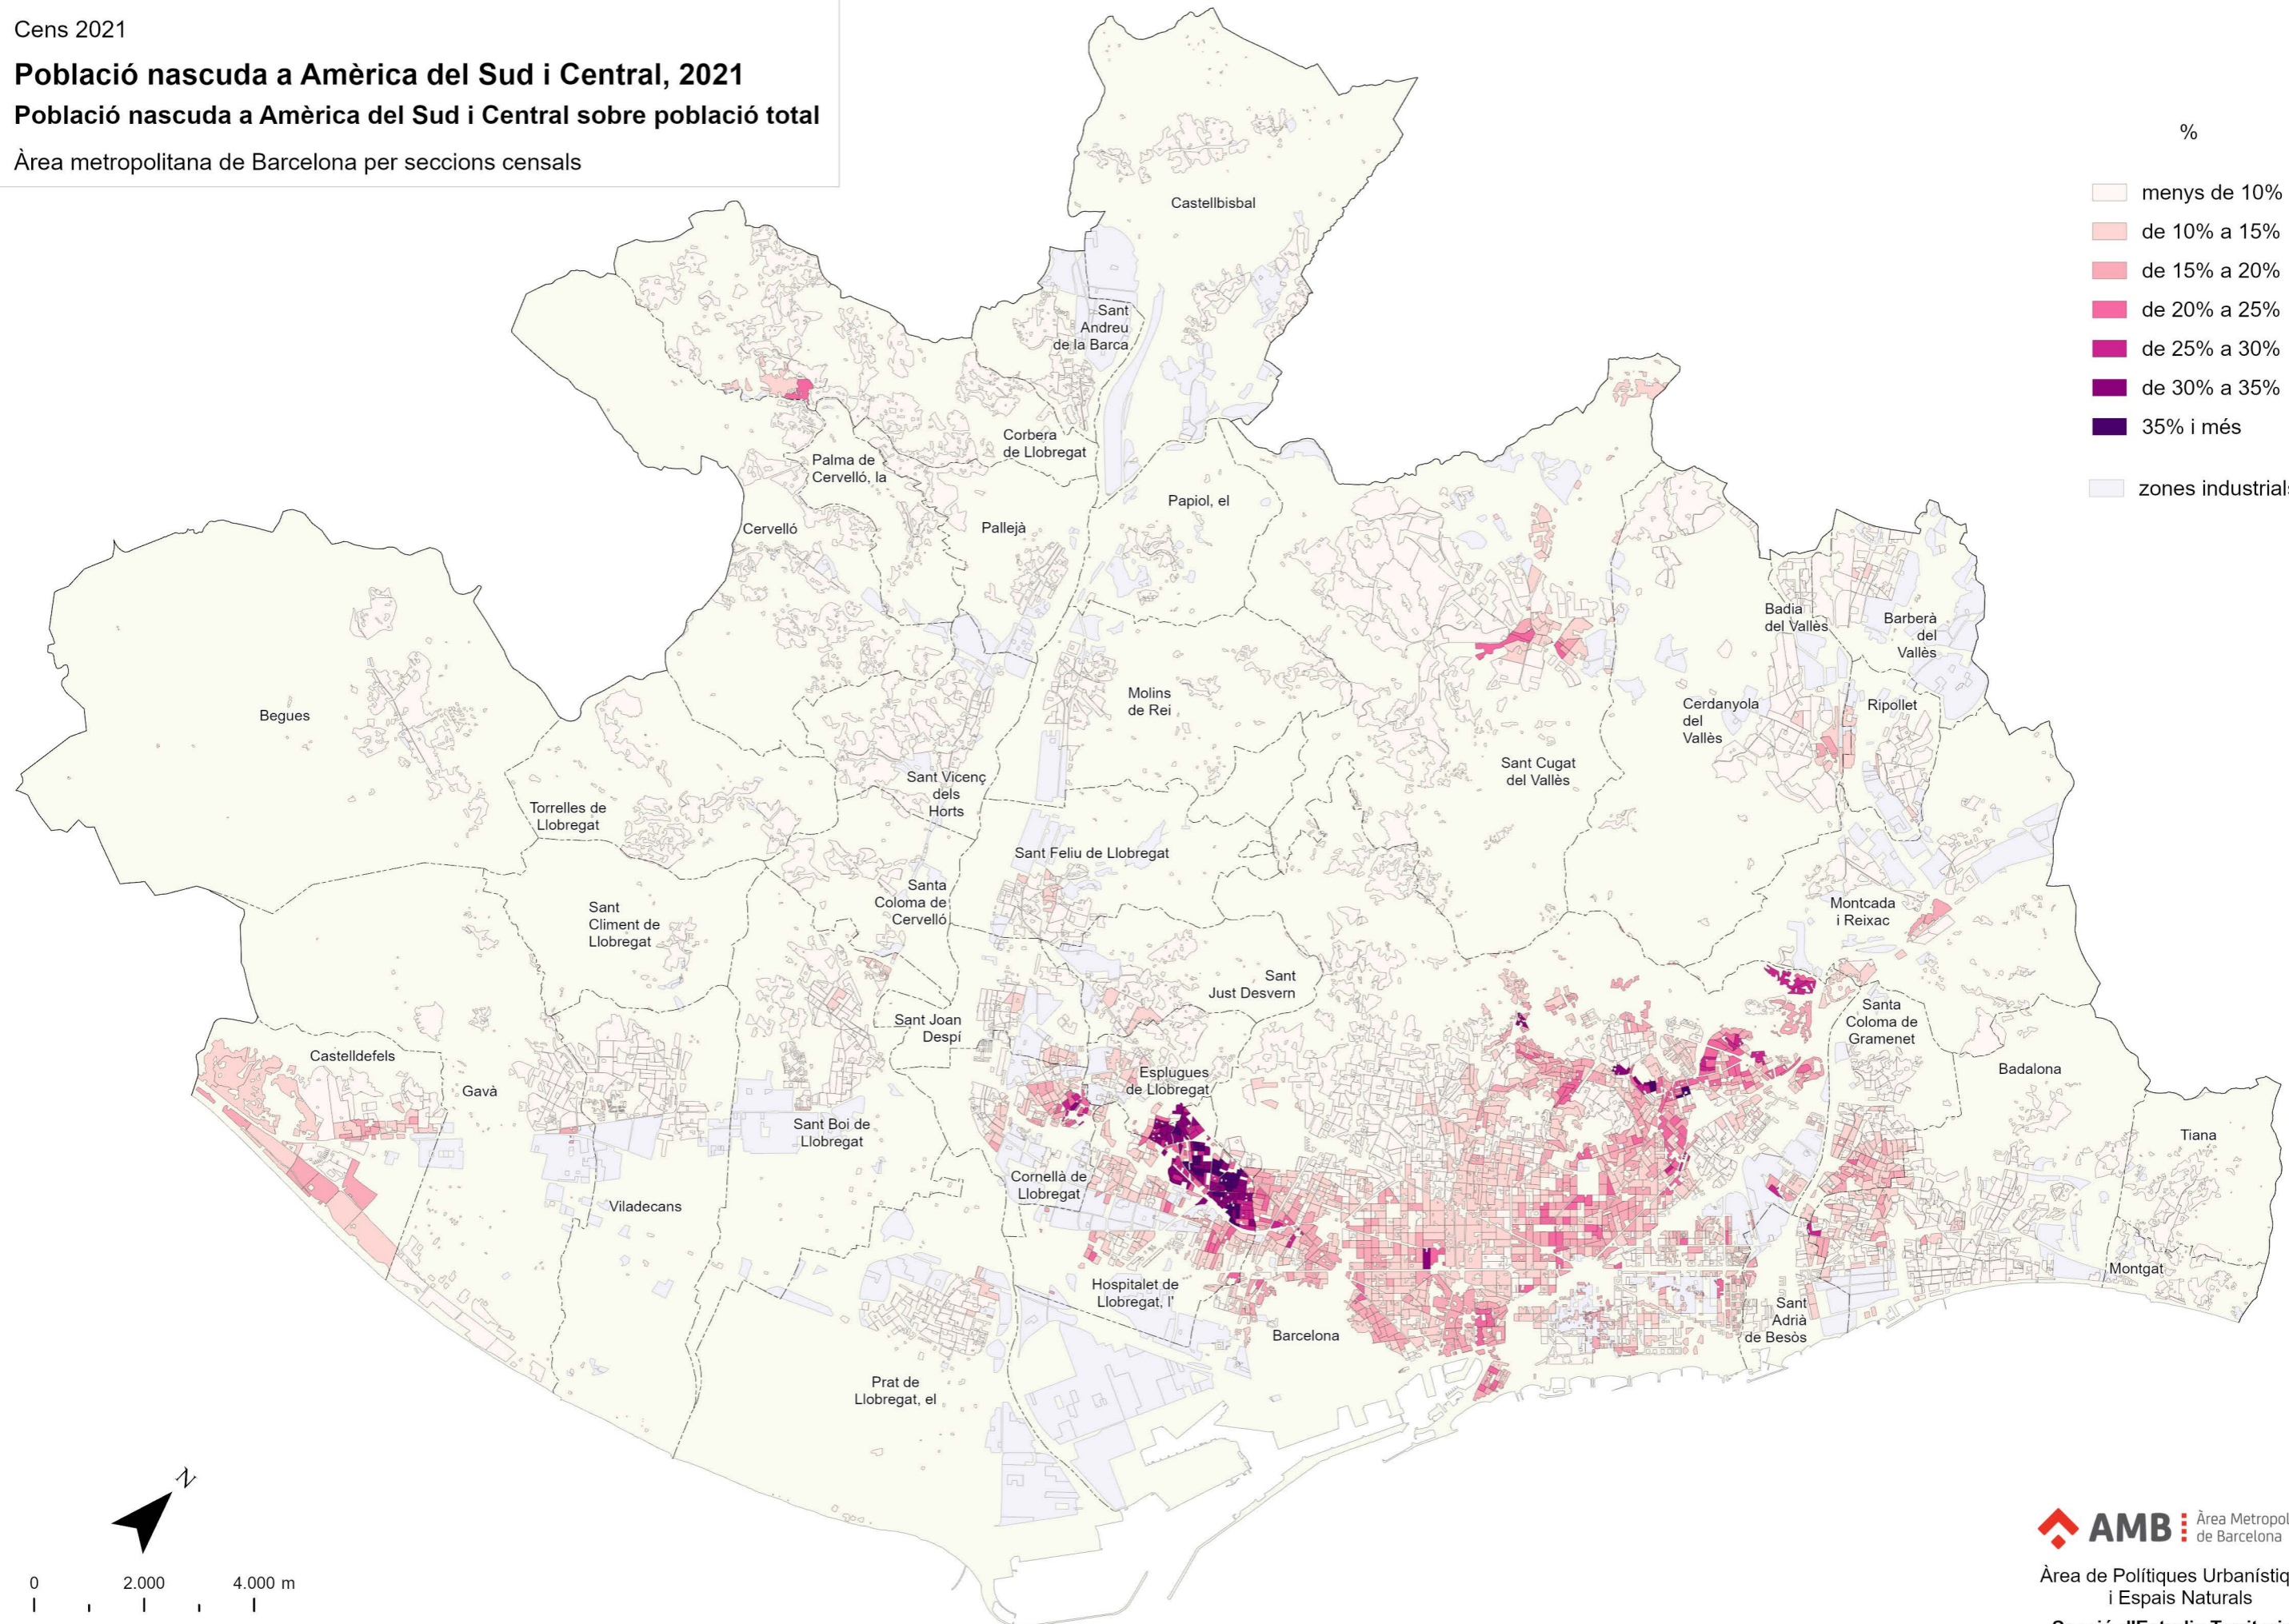 Cens 2021
Població nascuda a Amèrica del Sud i Central, 2021
Població nascuda a Amèrica del Sud i Central sobre població total
Àrea metropolitana de Barcelona per seccions censals
%
menys de 10%
de 10% a 15%
de 15% a 20%
de 20% a 25%
de 25% a 30%
de 30% a 35%
35% i més
zones industrials
Castellbisbal
Sant
Andreu
de la Barca
Corbera
de Llobregat
Palma de
Cervelló, la
Papiol, el
Cervelló
Pallejà
Badia
del Vallès
Barberà
del
Vallès
Begues
Molins
de Rei
Cerdanyola
del
Vallès
Ripollet
Sant Cugat
del Vallès
Sant Vicenç
dels
Horts
Torrelles de
Llobregat
Sant Feliu de Llobregat
Santa
Coloma de
Cervelló
Sant
Climent de
Llobregat
Montcada
i Reixac
Sant
Just Desvern
Santa
Coloma de
Gramenet
Sant Joan
Despí
Castelldefels
Gavà
Esplugues
de Llobregat
Badalona
Sant Boi de
Llobregat
Tiana
Cornellà de
Llobregat
Viladecans
Montgat
Hospitalet de
Llobregat, l'
Sant
Adrià
de Besòs
Barcelona
Prat de
Llobregat, el
N
0 2.000 4.000 m
AMB
Àrea Metropol
de Barcelona
Àrea de Polítiques Urbanístiq
i Espais Naturals